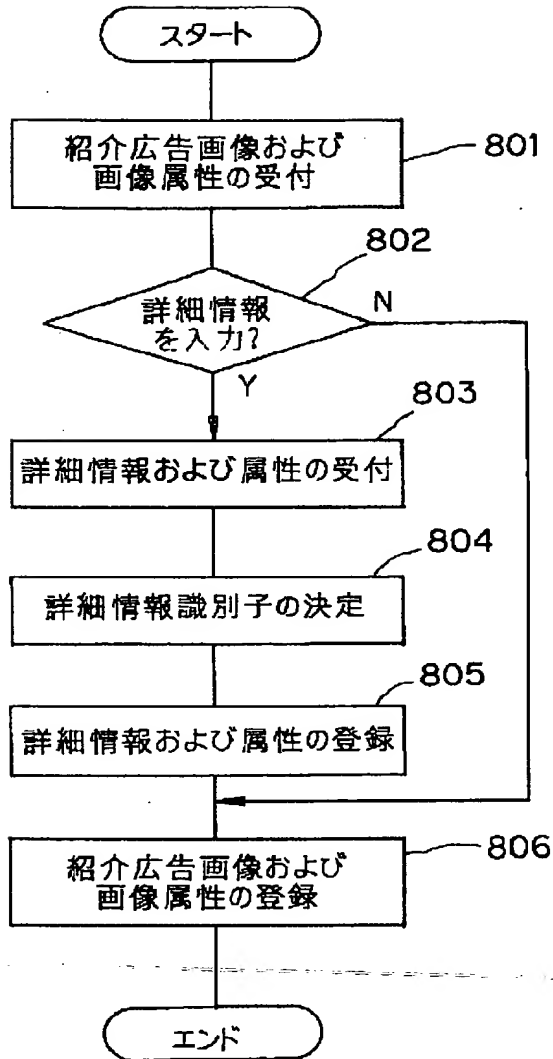 スタート
紹介広告画像および
画像属性の受付
801
802
詳細情報
を入力?
N
Y
803
詳細情報および属性の受付
804
詳細情報識別子の決定
805
詳細情報および属性の登録
806
紹介広告画像および
画像属性の登録
エンド